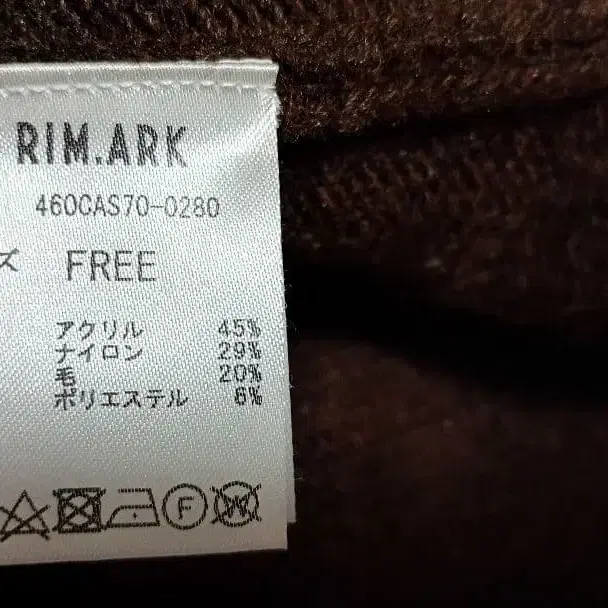 RIM.ARK
460CAS70-0280
ズ FREE
アクリル 45%
ナイロン 29%
毛 20%
ポリエステル 6%
F W